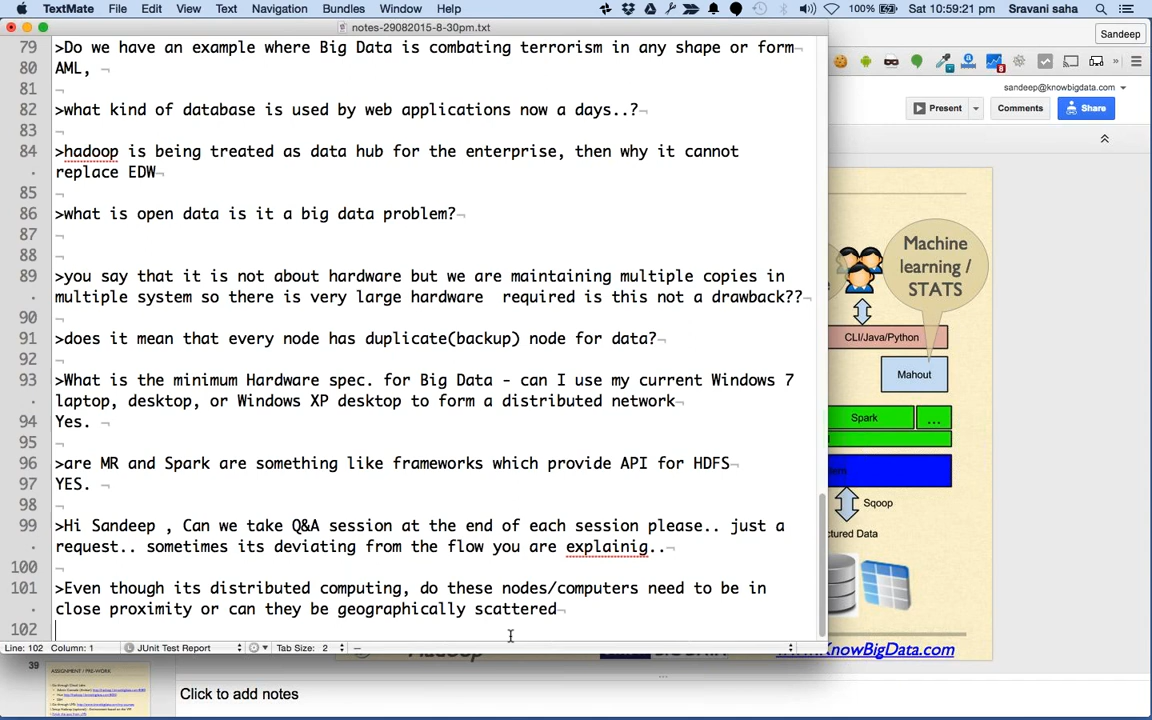 TextMate File Edit View Text Navigation Bundles Window Help 100% Sat 10:59:21 pm Sravani saha
notes-29082015-8-30pm.txt
Sandeep
79 >Do we have an example where Big Data is combating terrorism in any shape or form¬
80 AML, ¬
81 ¬
82 >what kind of database is used by web applications now a days..?¬
83 ¬
84 >hadoop is being treated as data hub for the enterprise, then why it cannot
· replace EDW¬
85 ¬
86 >what is open data is it a big data problem?¬
87 ¬
88 ¬
89 >you say that it is not about hardware but we are maintaining multiple copies in
· multiple system so there is very large hardware  required is this not a drawback??¬
90 ¬
91 >does it mean that every node has duplicate(backup) node for data?¬
92 ¬
93 >What is the minimum Hardware spec. for Big Data - can I use my current Windows 7
· laptop, desktop, or Windows XP desktop to form a distributed network¬
94 Yes. ¬
95 ¬
96 >are MR and Spark are something like frameworks which provide API for HDFS¬
97 YES. ¬
98 ¬
99 >Hi Sandeep , Can we take Q&A session at the end of each session please.. just a
· request.. sometimes its deviating from the flow you are explainig..¬
100 ¬
101 >Even though its distributed computing, do these nodes/computers need to be in
· close proximity or can they be geographically scattered¬
102
Line: 102 Column: 1 JUnit Test Report Tab Size: 2 —
sandeep@knowbigdata.com
Present Comments Share
Machine
learning /
STATS
CLI/Java/Python
Mahout
Spark ...
Sqoop
ctured Data
www.KnowBigData.com
Hadoop
39
ASSIGNMENT / PRE-WORK
Click to add notes